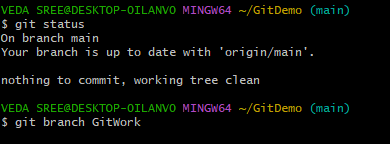 VEDA SREE@DESKTOP-OILANVO MINGW64 ~/GitDemo (main)
$ git status
On branch main
Your branch is up to date with 'origin/main'.
nothing to commit, working tree clean
VEDA SREE@DESKTOP-OILANVO MINGW64 ~/GitDemo (main)
$ git branch GitWork